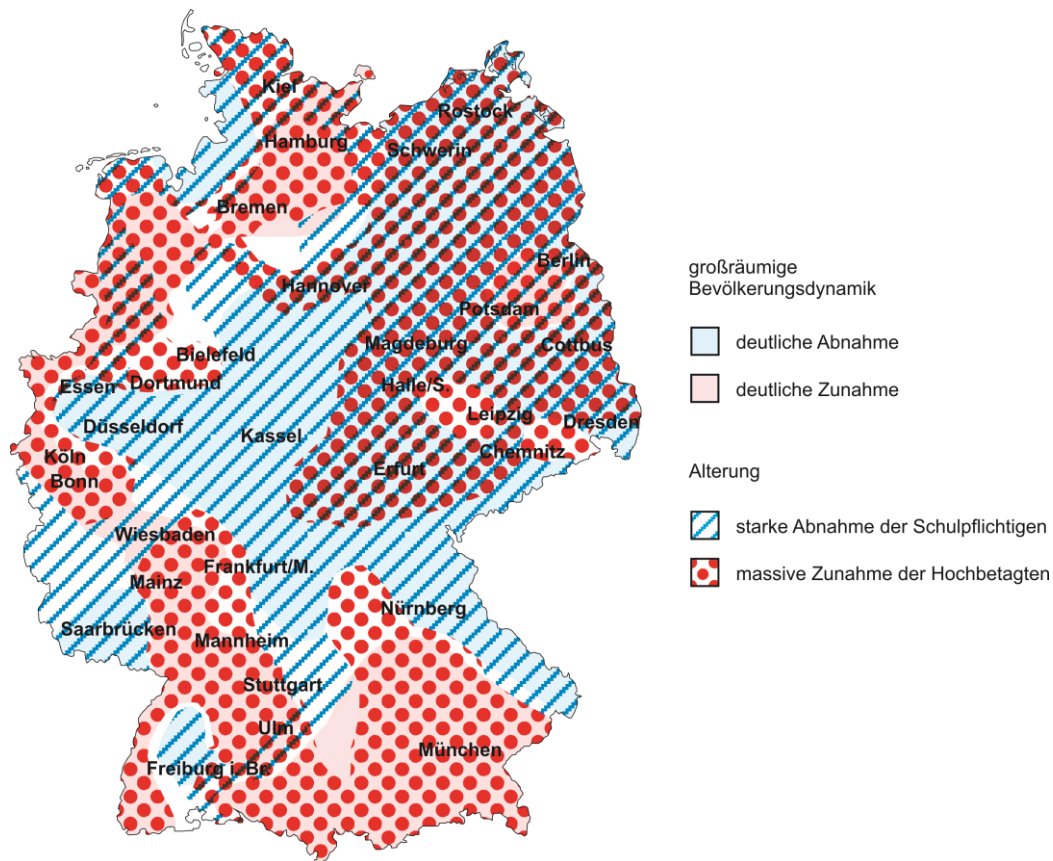 Kiel
Rostock
Hamburg
Schwerin
Bremen
Berlin
Hannover
Potsdam
Magdeburg
Cottbus
Bielefeld
Essen
Dortmund
Halle/S.
Leipzig
Dresden
Düsseldorf
Kassel
Chemnitz
Köln
Erfurt
Bonn
Wiesbaden
Frankfurt/M.
Mainz
Nürnberg
Saarbrücken
Mannheim
Stuttgart
Ulm
München
Freiburg i. Br.
großräumige
Bevölkerungsdynamik
deutliche Abnahme
deutliche Zunahme
Alterung
starke Abnahme der Schulpflichtigen
massive Zunahme der Hochbetagten